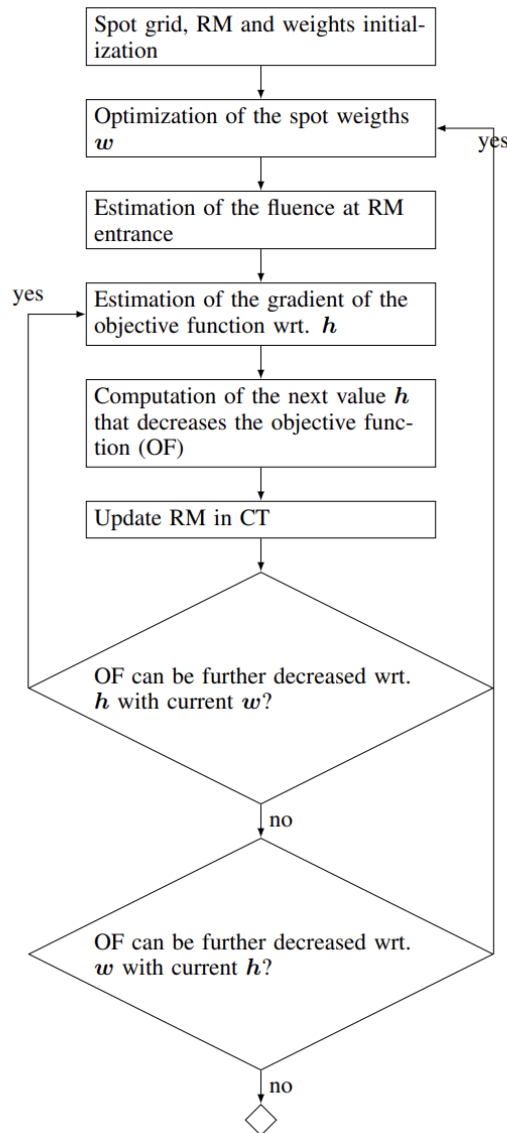 Spot grid, RM and weights initial-
ization
Optimization of the spot weigths
w
yes
Estimation of the fluence at RM
entrance
yes
Estimation of the gradient of the
objective function wrt. h
Computation of the next value h
that decreases the objective func-
tion (OF)
Update RM in CT
OF can be further decreased wrt.
h with current w?
no
OF can be further decreased wrt.
w with current h?
no